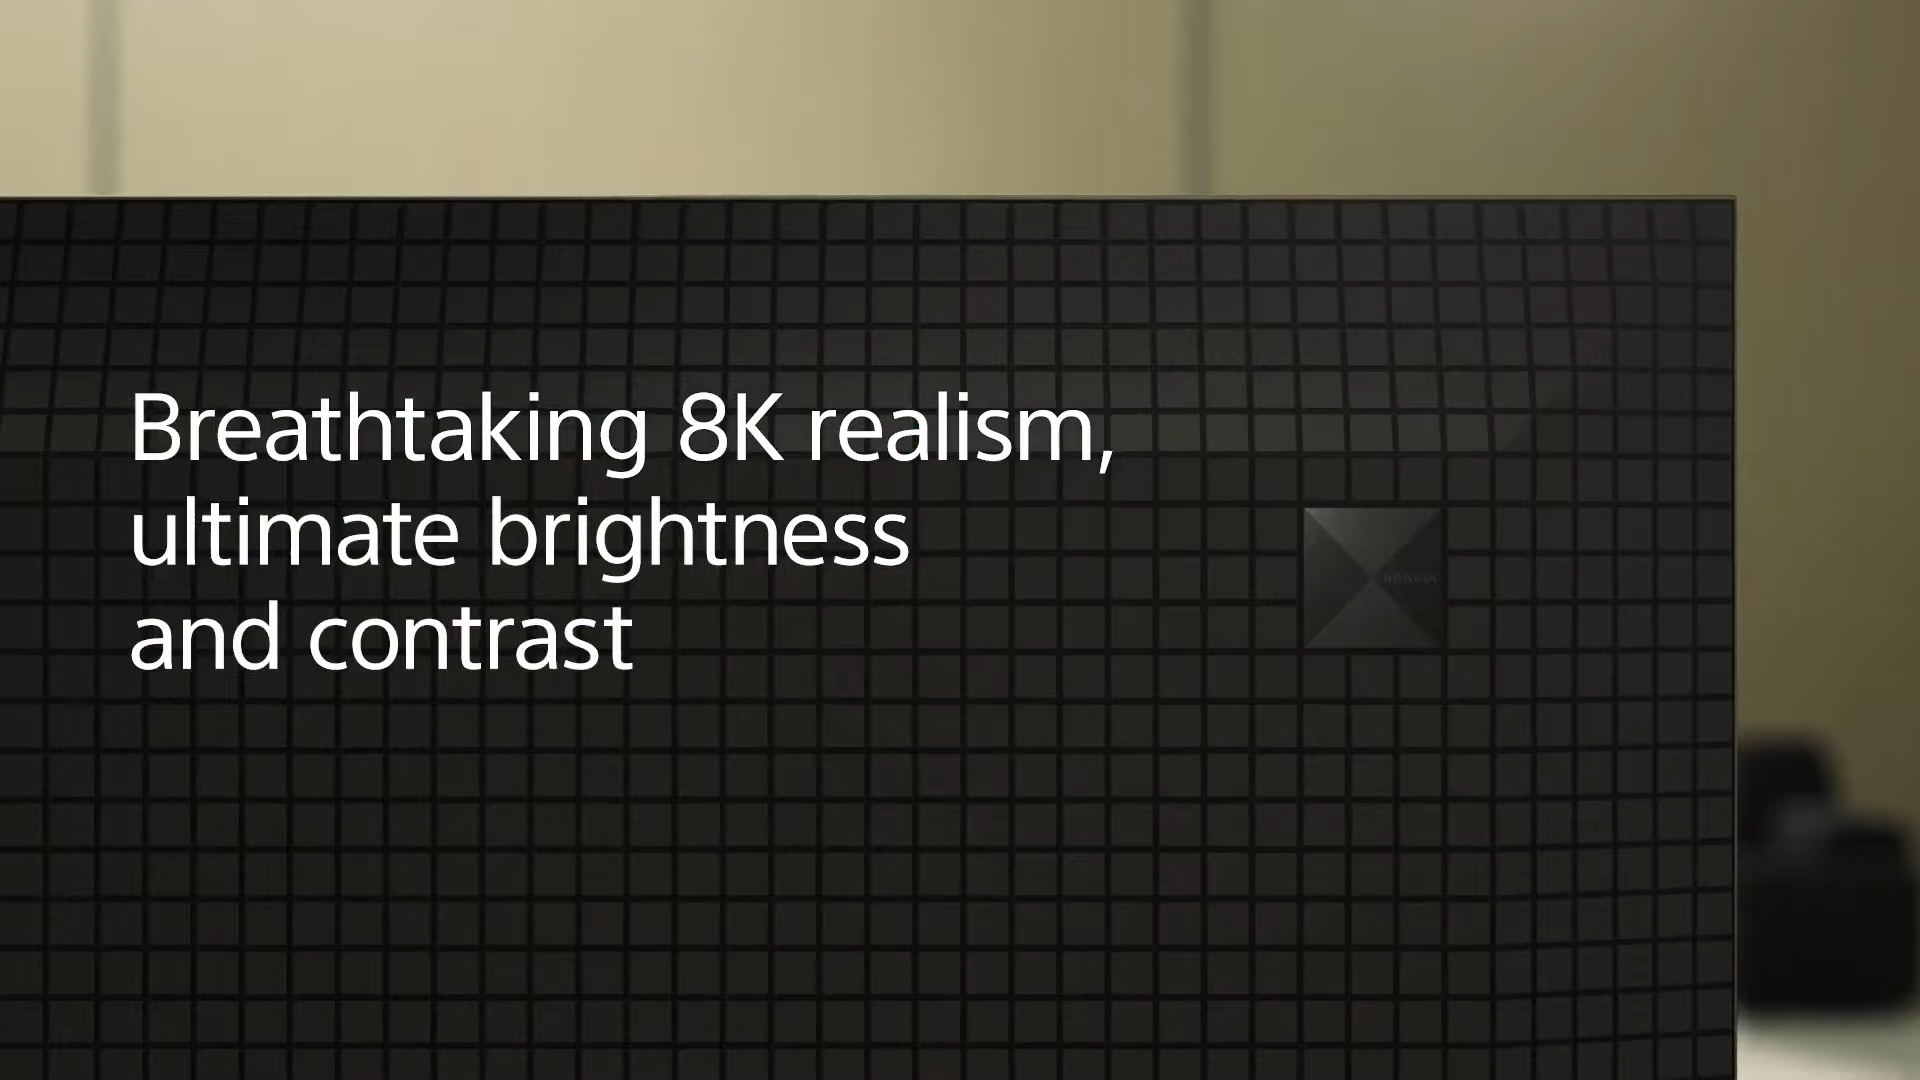 Breathtaking 8K realism,
ultimate brightness
and contrast